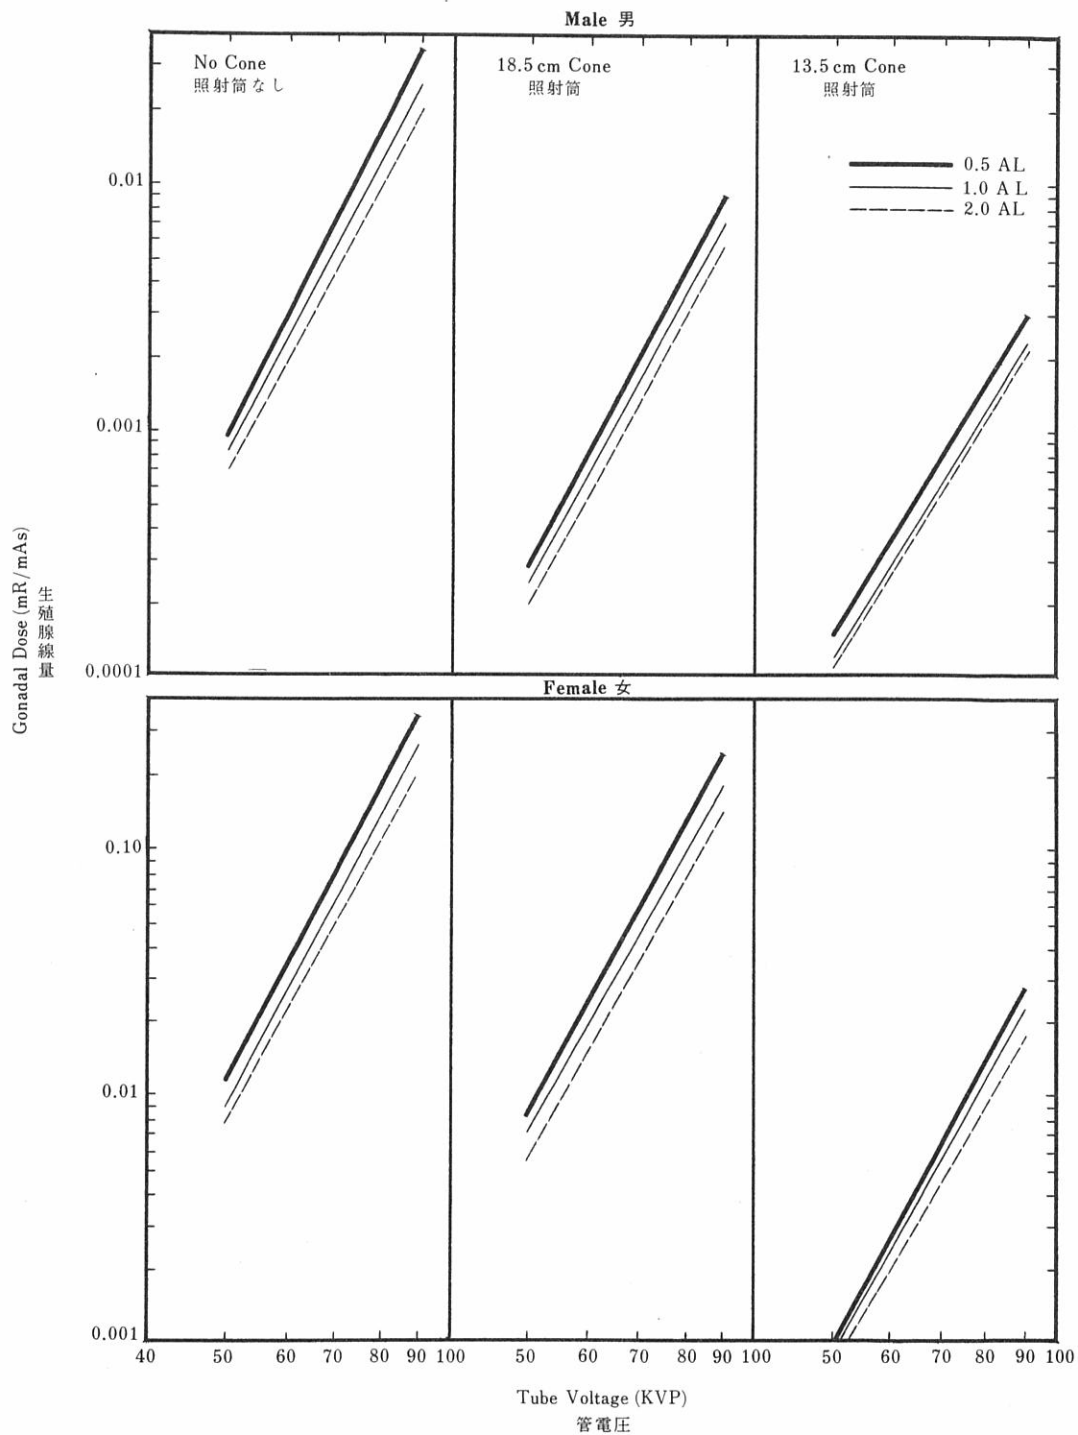 Male 男
No Cone
照射筒なし
18.5 cm Cone
照射筒
13.5 cm Cone
照射筒
0.5 AL
1.0 AL
2.0 AL
0.01
0.001
0.0001
Gonadal Dose (mR/mAs)
生殖腺線量
Female 女
0.10
0.01
0.001
40 50 60 70 80 90 100 50 60 70 80 90 100 50 60 70 80 90 100
Tube Voltage (KVP)
管電圧